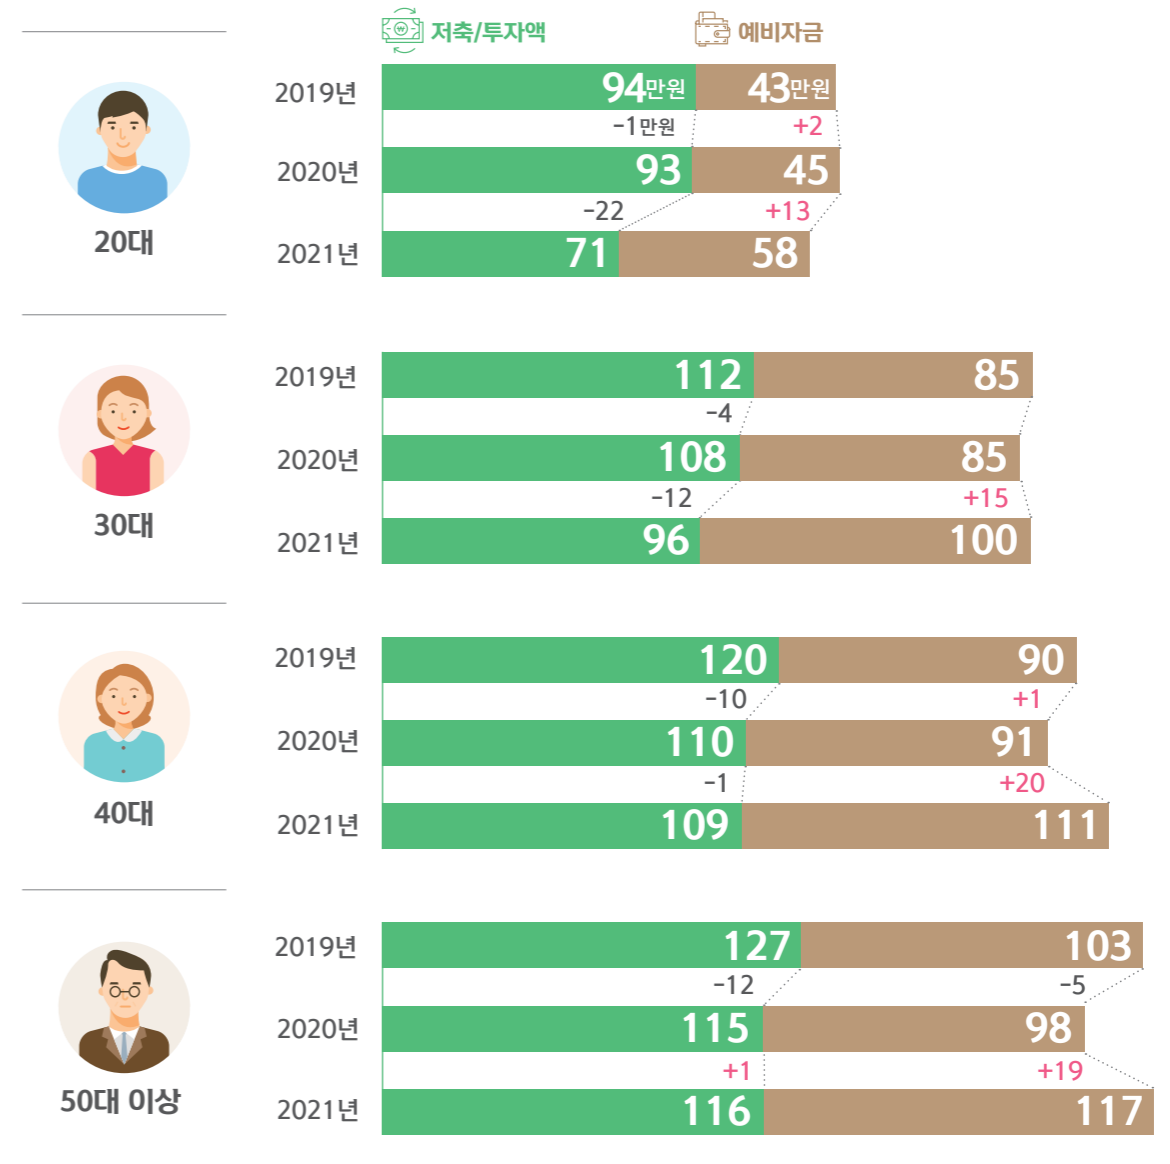 저축/투자액 예비자금
2019년 94만원 43만원
-1만원 +2
2020년 93 45
-22 +13
20대
2021년 71 58
2019년 112 85
-4
2020년 108 85
-12 +15
30대
2021년 96 100
2019년 120 90
-10 +1
2020년 110 91
-1 +20
40대
2021년 109 111
2019년 127 103
-12 -5
2020년 115 98
+1 +19
50대 이상
2021년 116 117